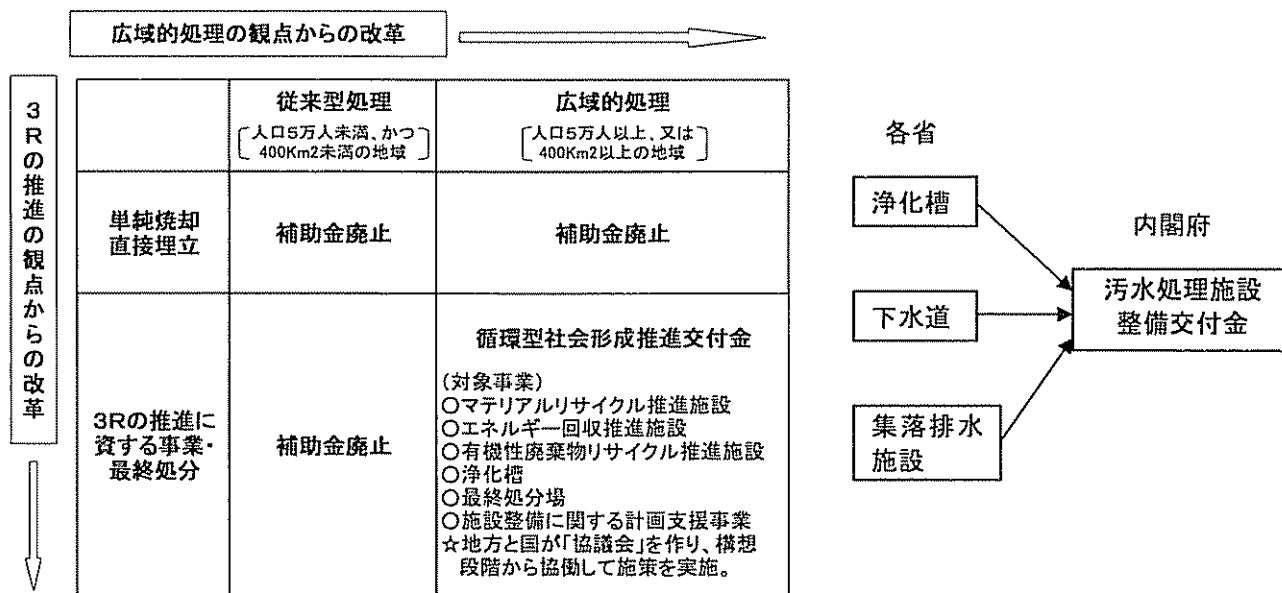 広域的処理の観点からの改革
3Rの推進の観点からの改革
従来型処理
人口5万人未満、かつ
400Km2未満の地域
広域的処理
人口5万人以上、又は
400Km2以上の地域
単純焼却
直接埋立
補助金廃止
補助金廃止
3Rの推進に
資する事業・
最終処分
補助金廃止
循環型社会形成推進交付金
(対象事業)
○マテリアルリサイクル推進施設
○エネルギー回収推進施設
○有機性廃棄物リサイクル推進施設
○浄化槽
○最終処分場
○施設整備に関する計画支援事業
☆地方と国が「協議会」を作り、構想
段階から協働して施策を実施。
各省
浄化槽
下水道
集落排水
施設
内閣府
汚水処理施設
整備交付金